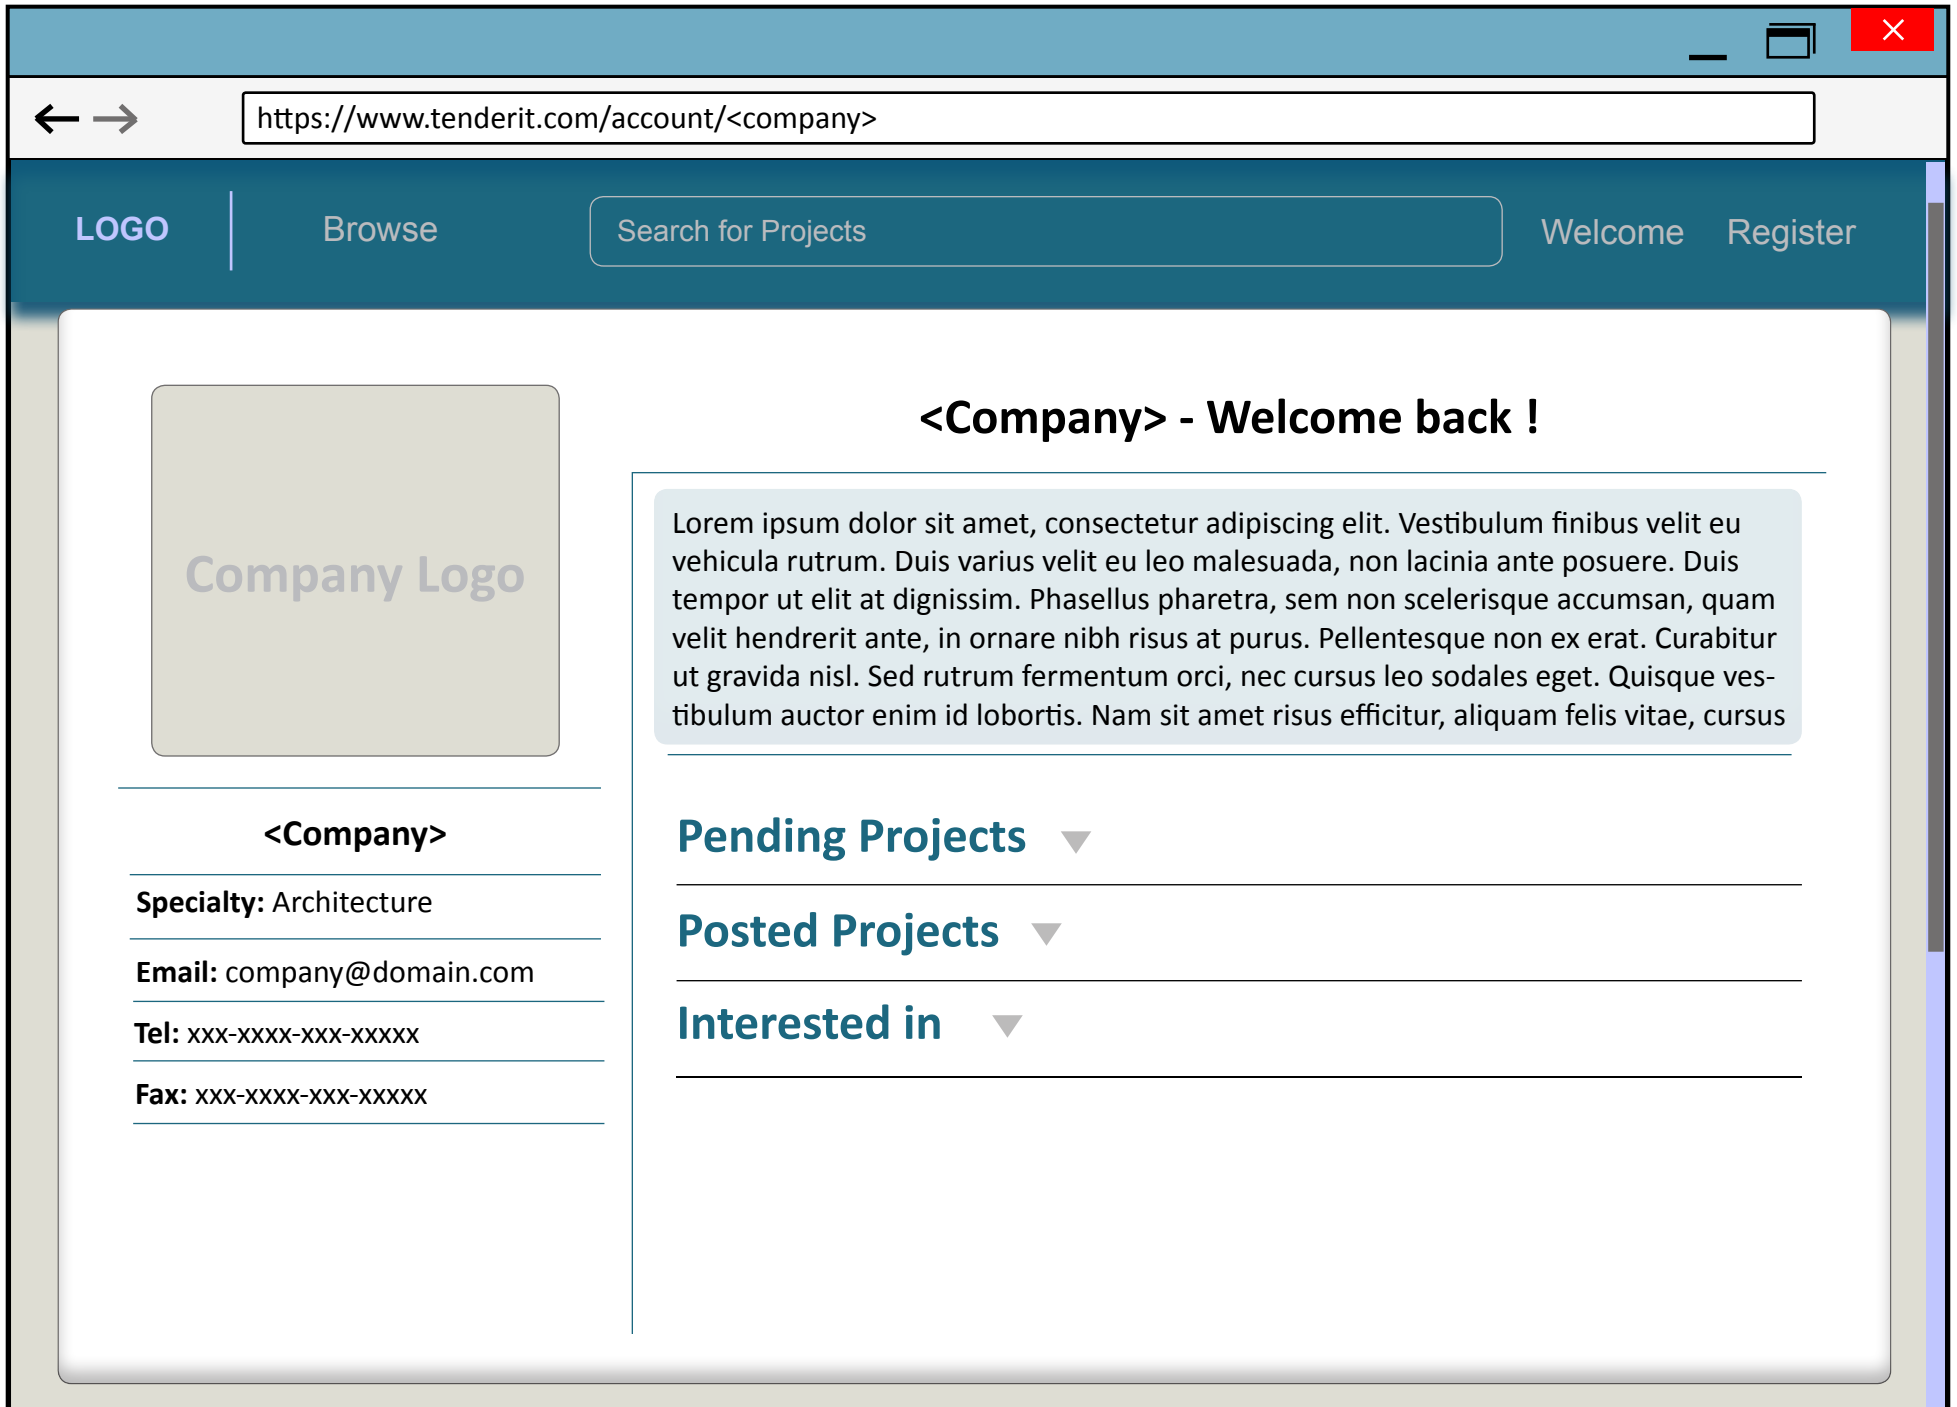 https://www.tenderit.com/account/<company>
LOGO
Browse
Search for Projects
Welcome
Register
Company Logo
<Company>
Specialty: Architecture
Email: company@domain.com
Tel: xxx-xxxx-xxx-xxxxx
Fax: xxx-xxxx-xxx-xxxxx
<Company> - Welcome back !
Lorem ipsum dolor sit amet, consectetur adipiscing elit. Vestibulum finibus velit eu
vehicula rutrum. Duis varius velit eu leo malesuada, non lacinia ante posuere. Duis
tempor ut elit at dignissim. Phasellus pharetra, sem non scelerisque accumsan, quam
velit hendrerit ante, in ornare nibh risus at purus. Pellentesque non ex erat. Curabitur
ut gravida nisl. Sed rutrum fermentum orci, nec cursus leo sodales eget. Quisque ves-
tibulum auctor enim id lobortis. Nam sit amet risus efficitur, aliquam felis vitae, cursus
Pending Projects
Posted Projects
Interested in